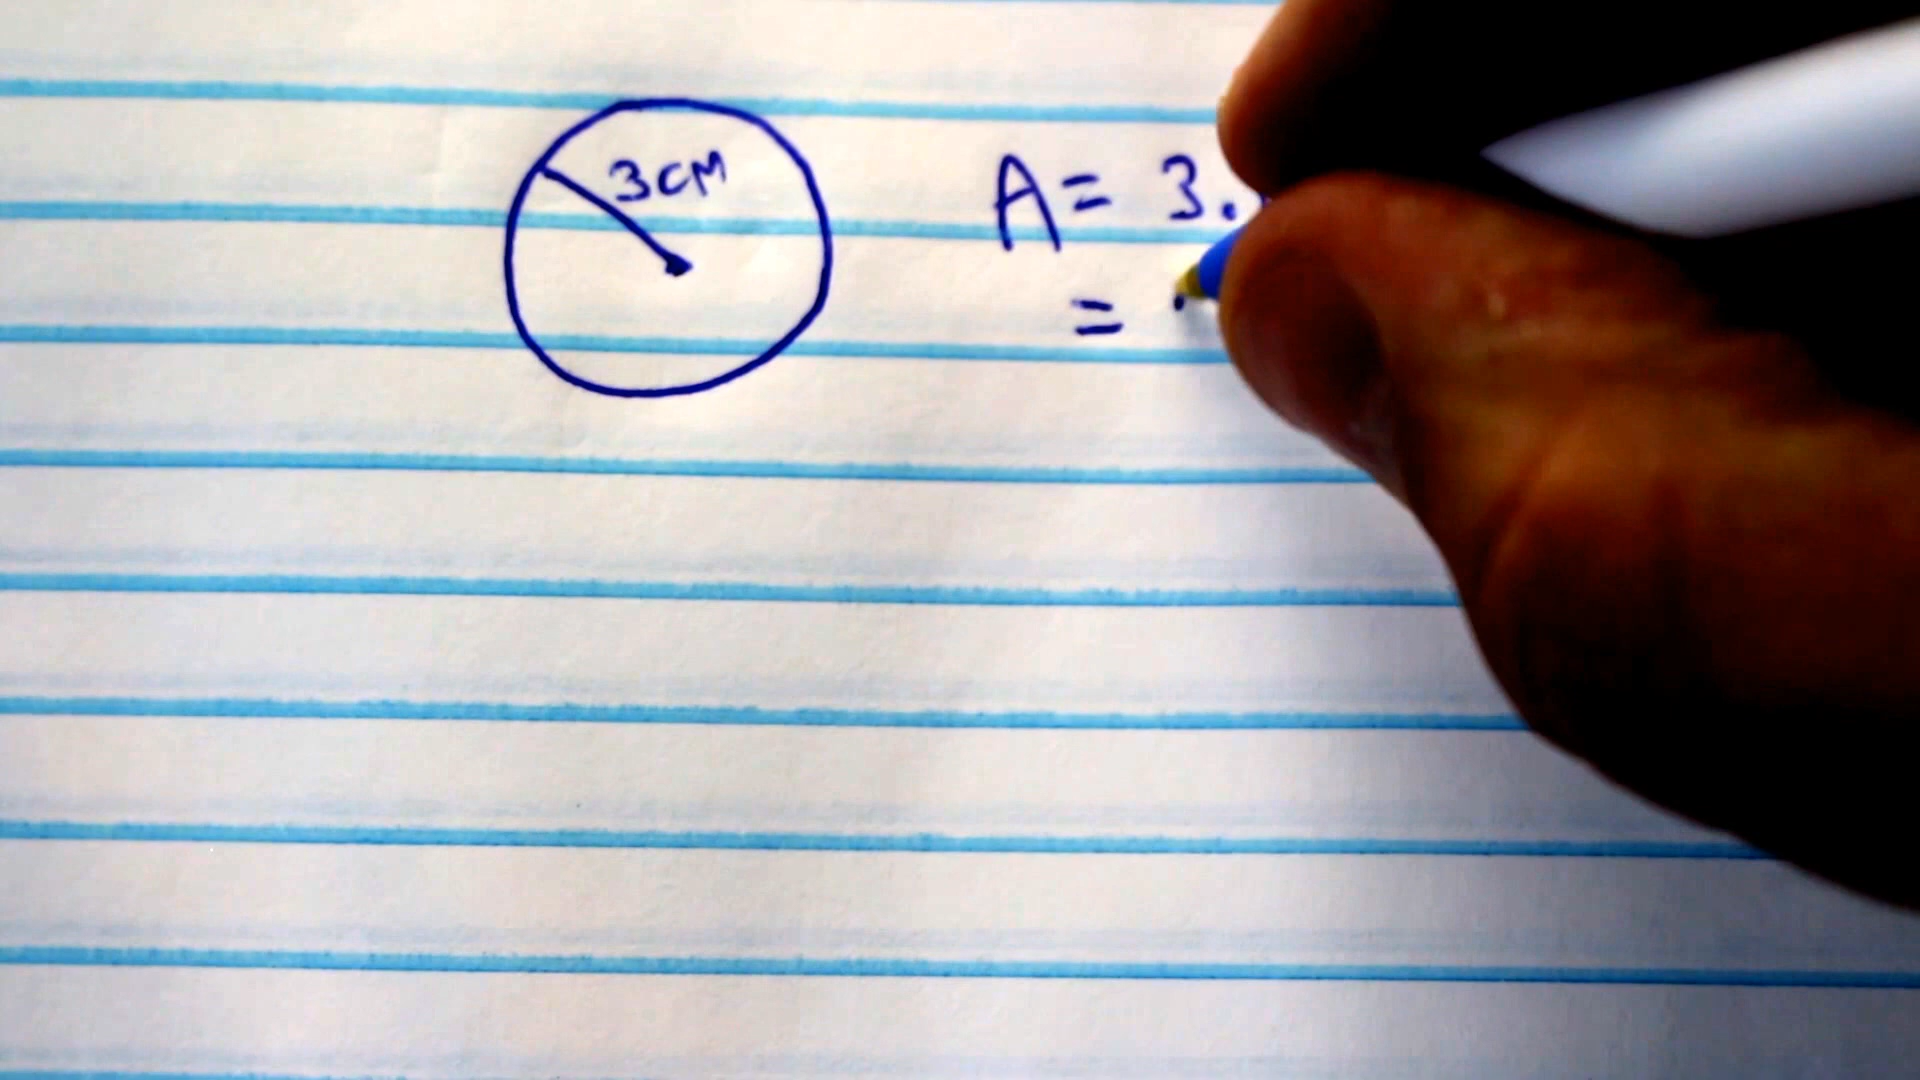 3CM
A = 3.
=